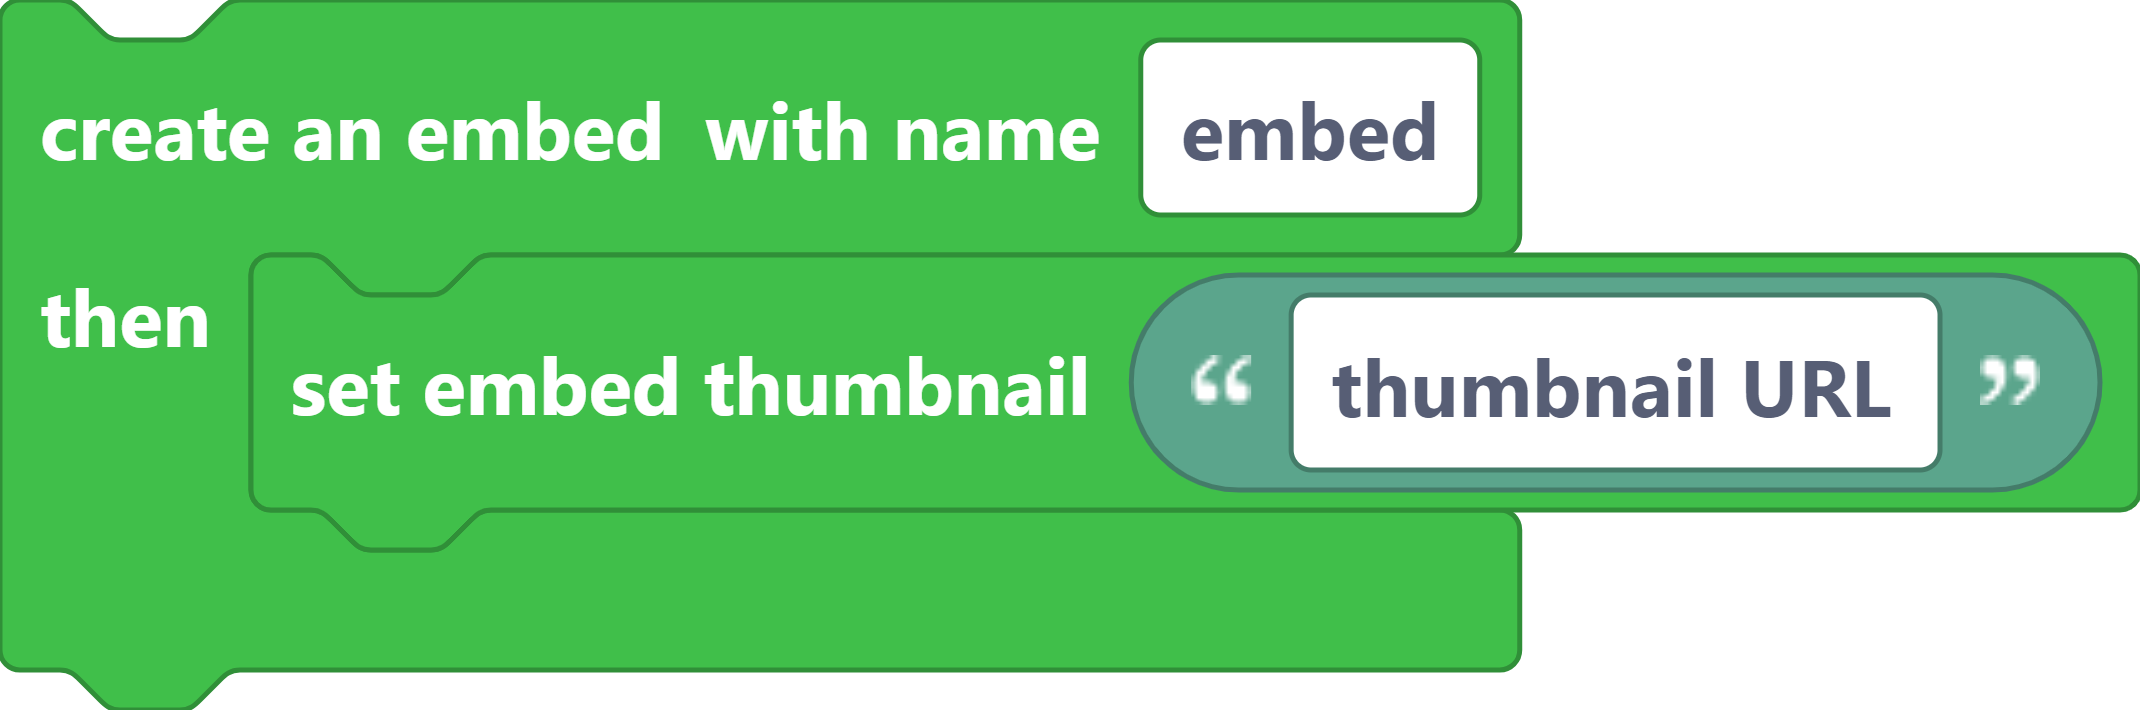 create an embed with name embed
then
set embed thumbnail “ thumbnail URL ”